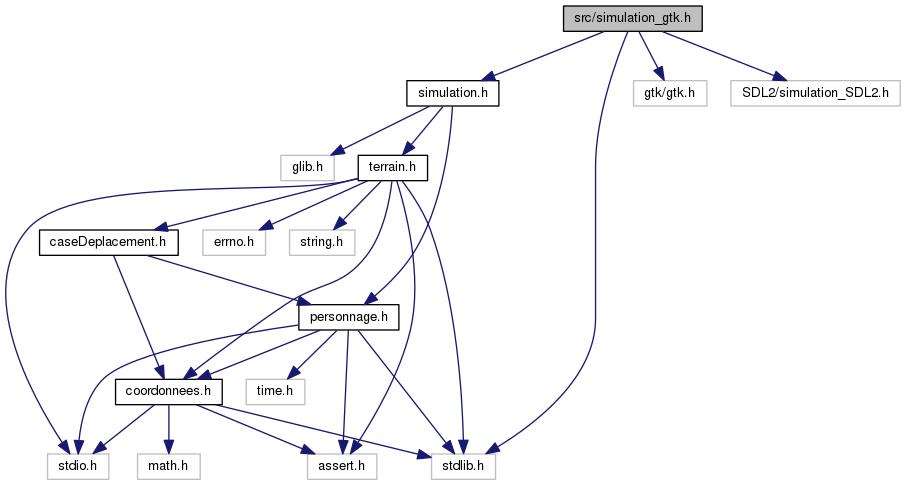 src/simulation_gtk.h
simulation.h
gtk/gtk.h
SDL2/simulation_SDL2.h
glib.h
terrain.h
caseDeplacement.h
errno.h
string.h
personnage.h
coordonnees.h
time.h
stdio.h
math.h
assert.h
stdlib.h